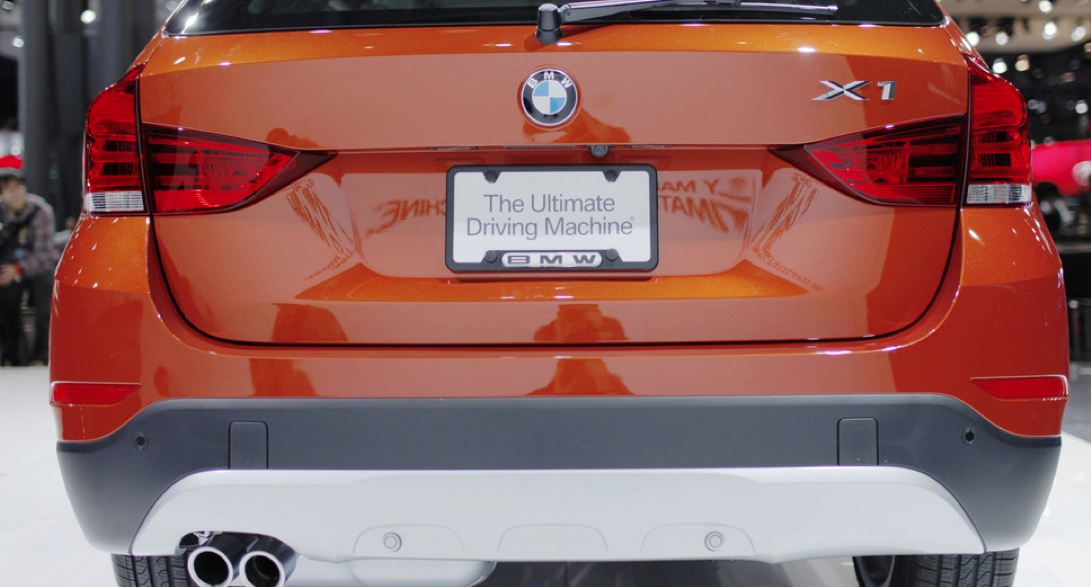 BMW
X1
The Ultimate
Driving Machine®
BMW